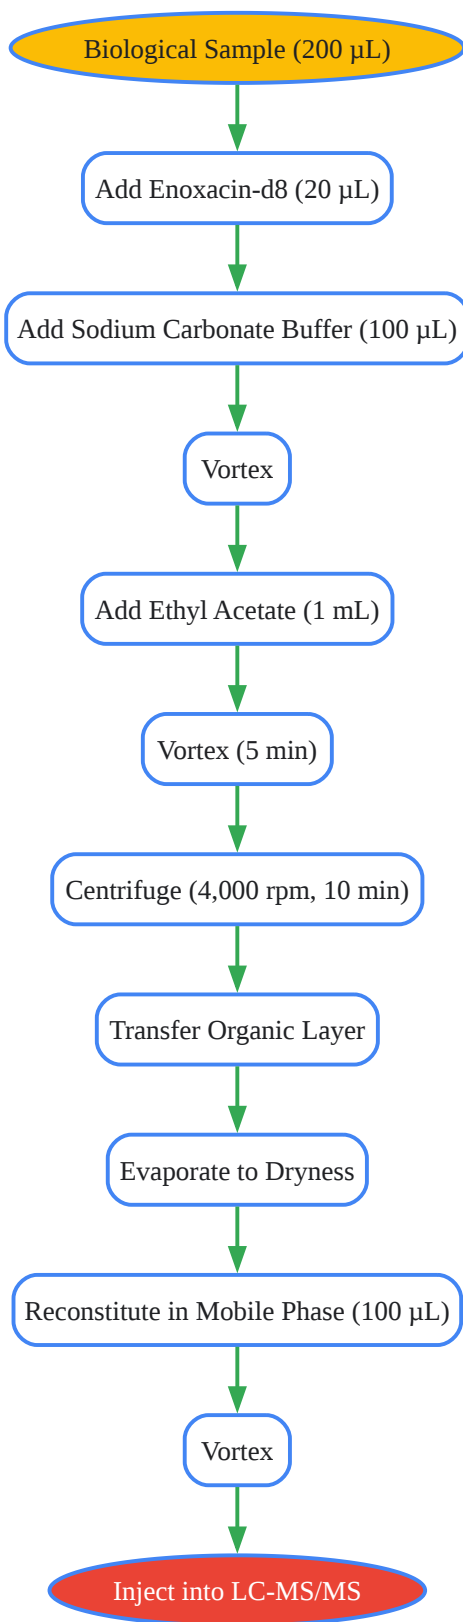 Biological Sample (200 µL)
Add Enoxacin-d8 (20 µL)
Add Sodium Carbonate Buffer (100 µL)
Vortex
Add Ethyl Acetate (1 mL)
Vortex (5 min)
Centrifuge (4,000 rpm, 10 min)
Transfer Organic Layer
Evaporate to Dryness
Reconstitute in Mobile Phase (100 µL)
Vortex
Inject into LC-MS/MS